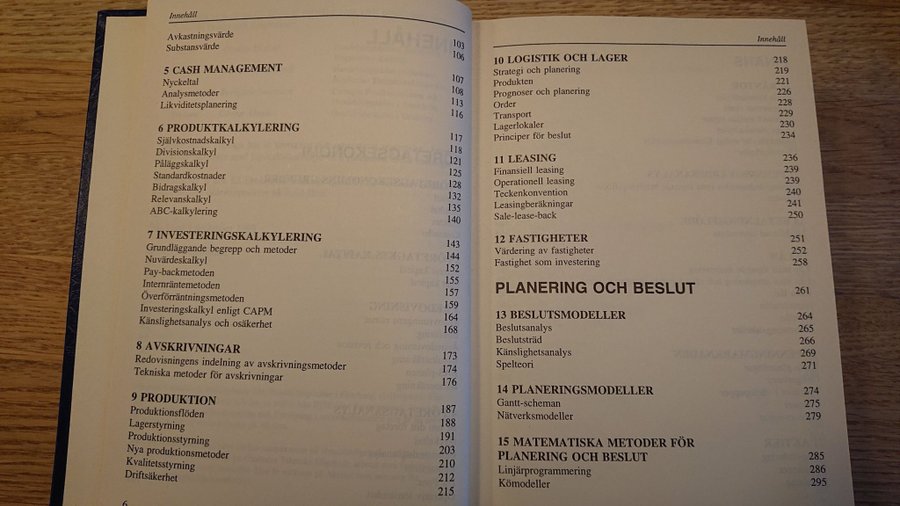 Innehåll
Avkastningsvärde 103
Substansvärde 106
5 CASH MANAGEMENT 107
Nyckeltal 108
Analysmetoder 113
Likviditetsplanering 116
6 PRODUKTKALKYLERING 117
Självkostnadskalkyl 118
Divisionskalkyl 121
Påläggskalkyl 125
Standardkostnader 128
Bidragskalkyl 132
Relevanskalkyl 135
ABC-kalkylering 140
7 INVESTERINGSKALKYLERING 143
Grundläggande begrepp och metoder 144
Nuvärdeskalkyl 152
Pay-backmetoden 155
Internräntemetoden 157
Överförräntningsmetoden 159
Investeringskalkyl enligt CAPM 164
Känslighetsanalys och osäkerhet 168
8 AVSKRIVNINGAR 173
Redovisningens indelning av avskrivningsmetoder 174
Tekniska metoder för avskrivningar 176
9 PRODUKTION 187
Produktionsflöden 188
Lagerstyrning 191
Produktionsstyrning 203
Nya produktionsmetoder 210
Kvalitetsstyrning 212
Driftsäkerhet 215
6
Innehåll
10 LOGISTIK OCH LAGER 218
Strategi och planering 219
Produkten 221
Prognoser och planering 226
Order 228
Transport 229
Lagerlokaler 230
Principer för beslut 234
11 LEASING 236
Finansiell leasing 239
Operationell leasing 239
Teckenkonvention 240
Leasingberäkningar 241
Sale-lease-back 250
12 FASTIGHETER 251
Värdering av fastigheter 252
Fastighet som investering 258
PLANERING OCH BESLUT 261
13 BESLUTSMODELLER 264
Beslutsanalys 265
Beslutsträd 266
Känslighetsanalys 269
Spelteori 271
14 PLANERINGSMODELLER 274
Gantt-scheman 275
Nätverksmodeller 279
15 MATEMATISKA METODER FÖR
PLANERING OCH BESLUT 285
Linjärprogrammering 286
Kömodeller 295